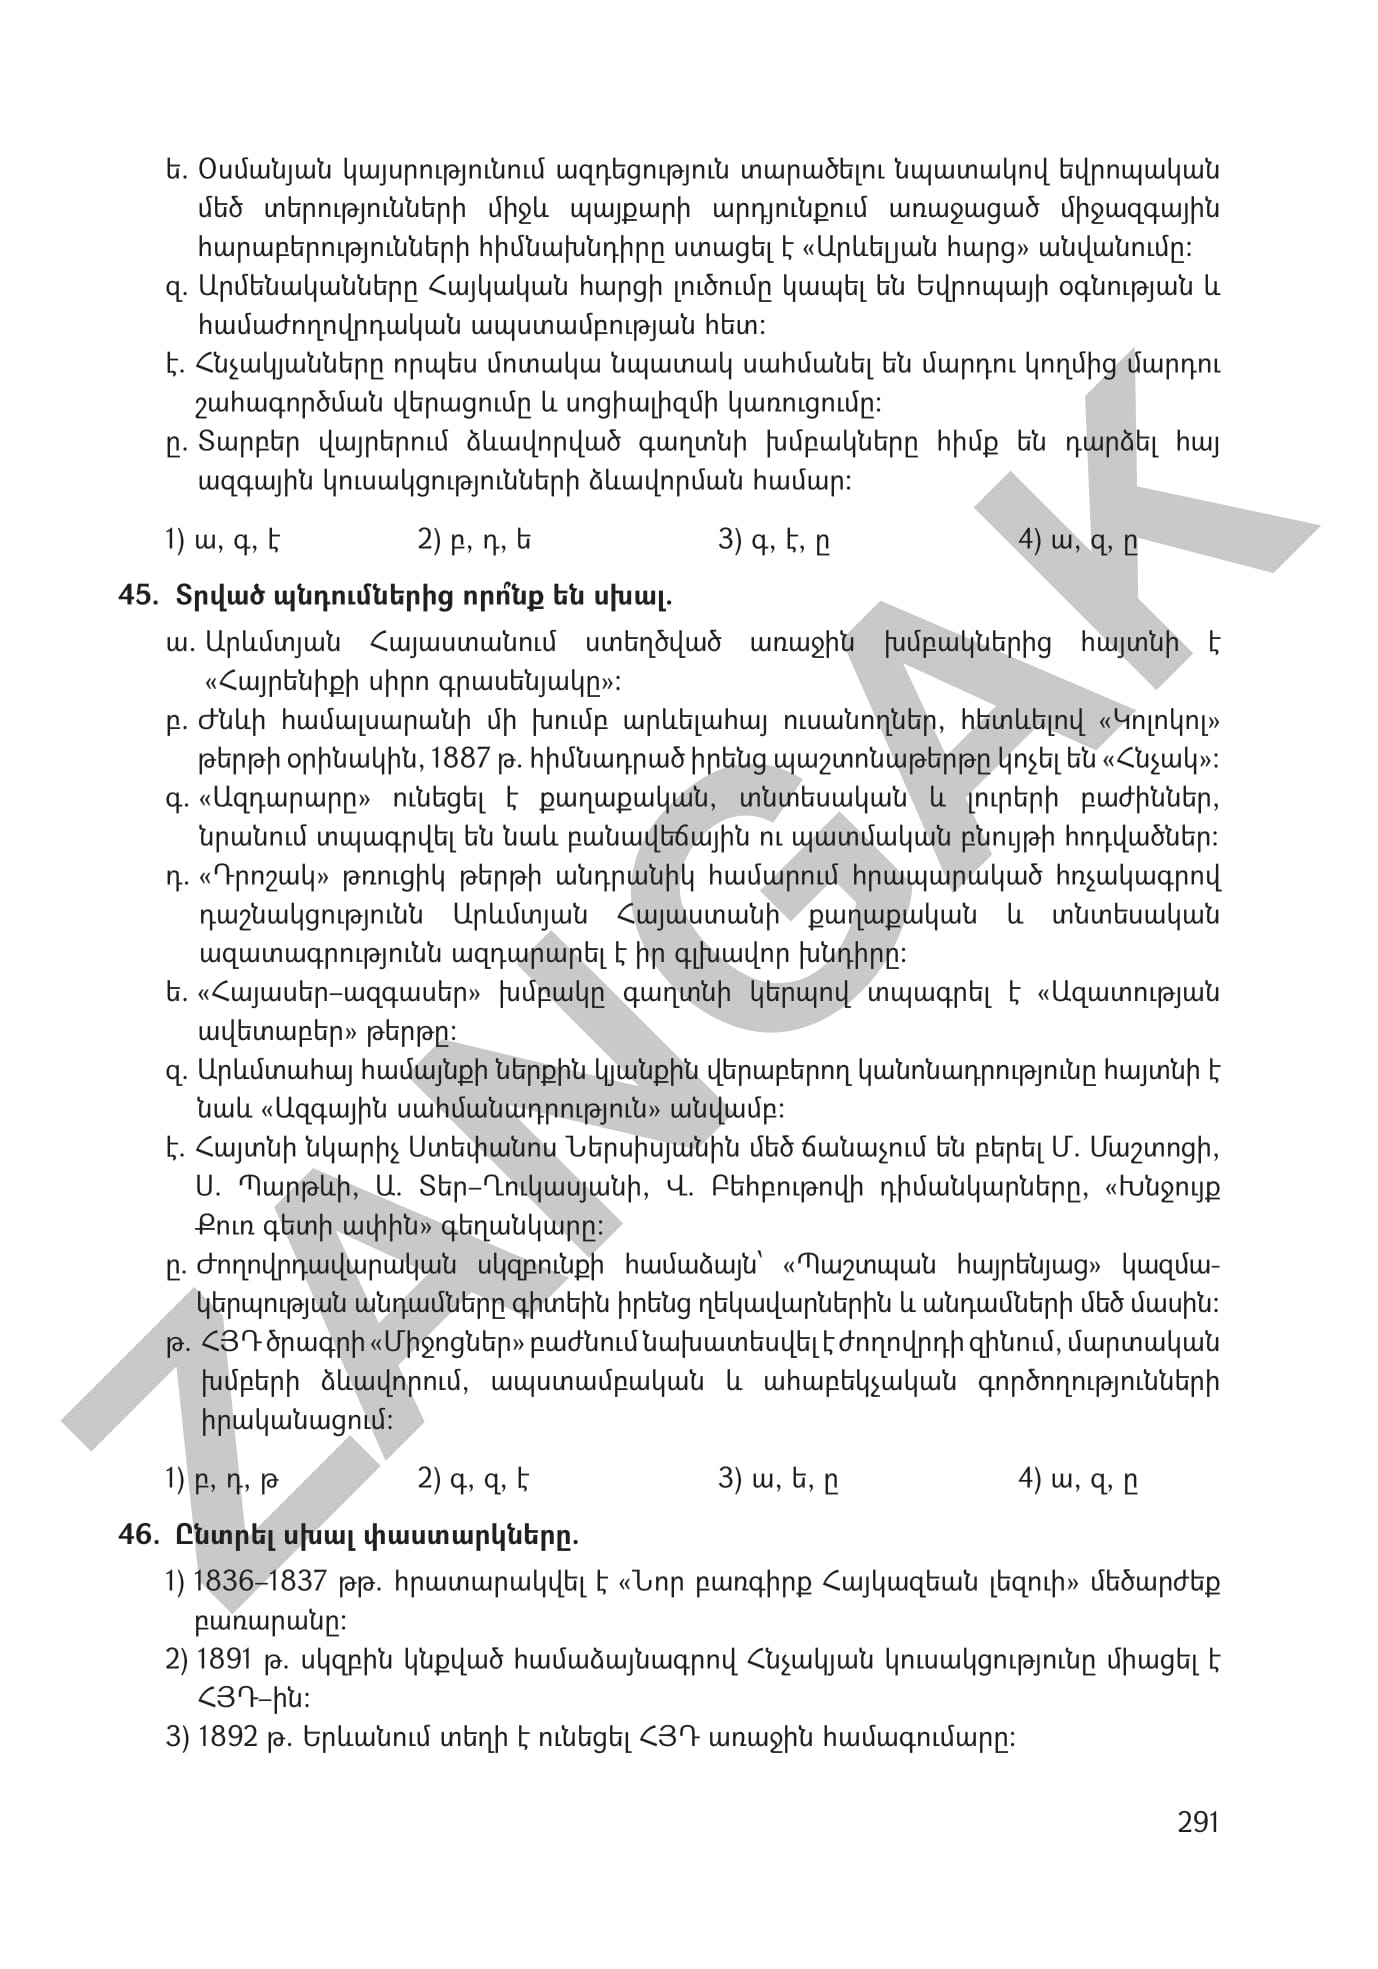 ե. Օսմանյան կայսրությունում ազդեցություն տարածելու նպատակով եվրոպական
մեծ տերությունների միջև պայքարի արդյունքում առաջացած միջազգային
հարաբերությունների հիմնախնդիրը ստացել է «Արևելյան հարց» անվանումը:
զ. Արմենականները Հայկական հարցի լուծումը կապել են Եվրոպայի օգնության և
համաժողովրդական ապստամբության հետ:
է. Հնչակյանները որպես մոտակա նպատակ սահմանել են մարդու կողմից մարդու
շահագործման վերացումը և սոցիալիզմի կառուցումը:
ը. Տարբեր վայրերում ձևավորված գաղտնի խմբակները հիմք են դարձել հայ
ազգային կուսակցությունների ձևավորման համար:
1) ա, գ, է 2) բ, դ, ե 3) գ, է, ը 4) ա, զ, ը
45. Տրված պնդումներից որո՞նք են սխալ.
ա. Արևմտյան Հայաստանում ստեղծված առաջին խմբակներից հայտնի է
«Հայրենիքի սիրո գրասենյակը»:
բ. Ժնևի համալսարանի մի խումբ արևելահայ ուսանողներ, հետևելով «Կոլոկոլ»
թերթի օրինակին, 1887 թ. հիմնադրած իրենց պաշտոնաթերթը կոչել են «Հնչակ»:
գ. «Ազդարարը» ունեցել է քաղաքական, տնտեսական և լուրերի բաժիններ,
նրանում տպագրվել են նաև բանավեճային ու պատմական բնույթի հոդվածներ:
դ. «Դրոշակ» թռուցիկ թերթի անդրանիկ համարում հրապարակած հռչակագրով
դաշնակցությունն Արևմտյան Հայաստանի քաղաքական և տնտեսական
ազատագրությունն ազդարարել է իր գլխավոր խնդիրը:
ե. «Հայասեր–ազգասեր» խմբակը գաղտնի կերպով տպագրել է «Ազատության
ավետաբեր» թերթը:
զ. Արևմտահայ համայնքի ներքին կյանքին վերաբերող կանոնադրությունը հայտնի է
նաև «Ազգային սահմանադրություն» անվամբ:
է. Հայտնի նկարիչ Ստեփանոս Ներսիսյանին մեծ ճանաչում են բերել Մ. Մաշտոցի,
Ս. Պարթևի, Ա. Տեր–Ղուկասյանի, Վ. Բեհբութովի դիմանկարները, «Խնջույք
Քուռ գետի ափին» գեղանկարը:
ը. Ժողովրդավարական սկզբունքի համաձայն՝ «Պաշտպան հայրենյաց» կազմա-
կերպության անդամները գիտեին իրենց ղեկավարներին և անդամների մեծ մասին:
թ. ՀՅԴ ծրագրի «Միջոցներ» բաժնում նախատեսվել է ժողովրդի զինում, մարտական
խմբերի ձևավորում, ապստամբական և ահաբեկչական գործողությունների
իրականացում:
1) բ, դ, թ 2) գ, զ, է 3) ա, ե, ը 4) ա, զ, ը
46. Ընտրել սխալ փաստարկները.
1) 1836–1837 թթ. հրատարակվել է «Նոր բառգիրք Հայկազեան լեզուի» մեծարժեք
բառարանը:
2) 1891 թ. սկզբին կնքված համաձայնագրով Հնչակյան կուսակցությունը միացել է
ՀՅԴ–ին:
3) 1892 թ. Երևանում տեղի է ունեցել ՀՅԴ առաջին համագումարը:
291
ZANGAK